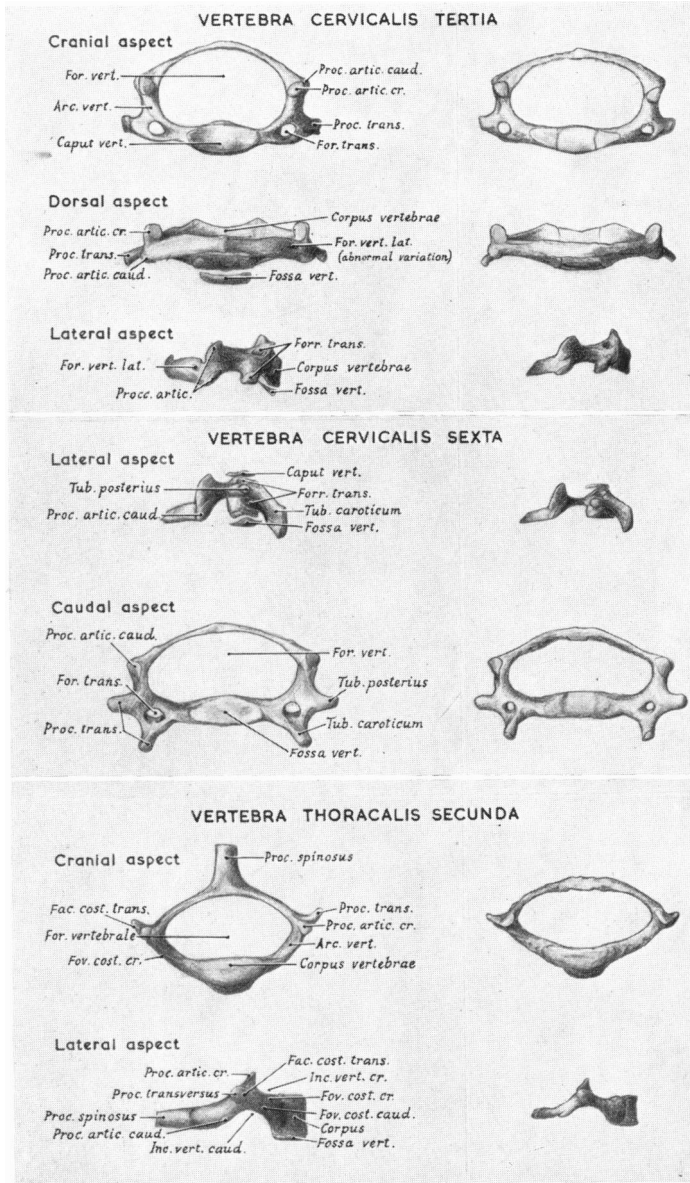 VERTEBRA CERVICALIS TERTIA
Cranial aspect
For. vert.
Arc. vert.
Caput vert.
Proc. artic. caud.
Proc. artic. cr.
Proc. trans.
For. trans.
Dorsal aspect
Proc. artic. cr.
Proc. trans.
Proc. artic. caud.
Corpus vertebrae
For. vert. lat.
(abnormal variation)
Fossa vert.
Lateral aspect
For. vert. lat.
Procc. artic.
Forr. trans.
Corpus vertebrae
Fossa vert.
VERTEBRA CERVICALIS SEXTA
Lateral aspect
Tub. posterius
Proc. artic. caud.
Caput vert.
Forr. trans.
Tub. caroticum
Fossa vert.
Caudal aspect
Proc. artic. caud.
For. trans.
Proc. trans.
For. vert.
Tub. posterius
Tub. caroticum
Fossa vert.
VERTEBRA THORACALIS SECUNDA
Cranial aspect
Proc. spinosus
Fac. cost. trans.
For. vertebrale
Fov. cost. cr.
Proc. trans.
Proc. artic. cr.
Arc. vert.
Corpus vertebrae
Lateral aspect
Proc. artic. cr.
Proc. transversus
Proc. spinosus
Proc. artic. caud.
Inc. vert. caud.
Fac. cost. trans.
Inc. vert. cr.
Fov. cost. cr.
Fov. cost. caud.
Corpus
Fossa vert.